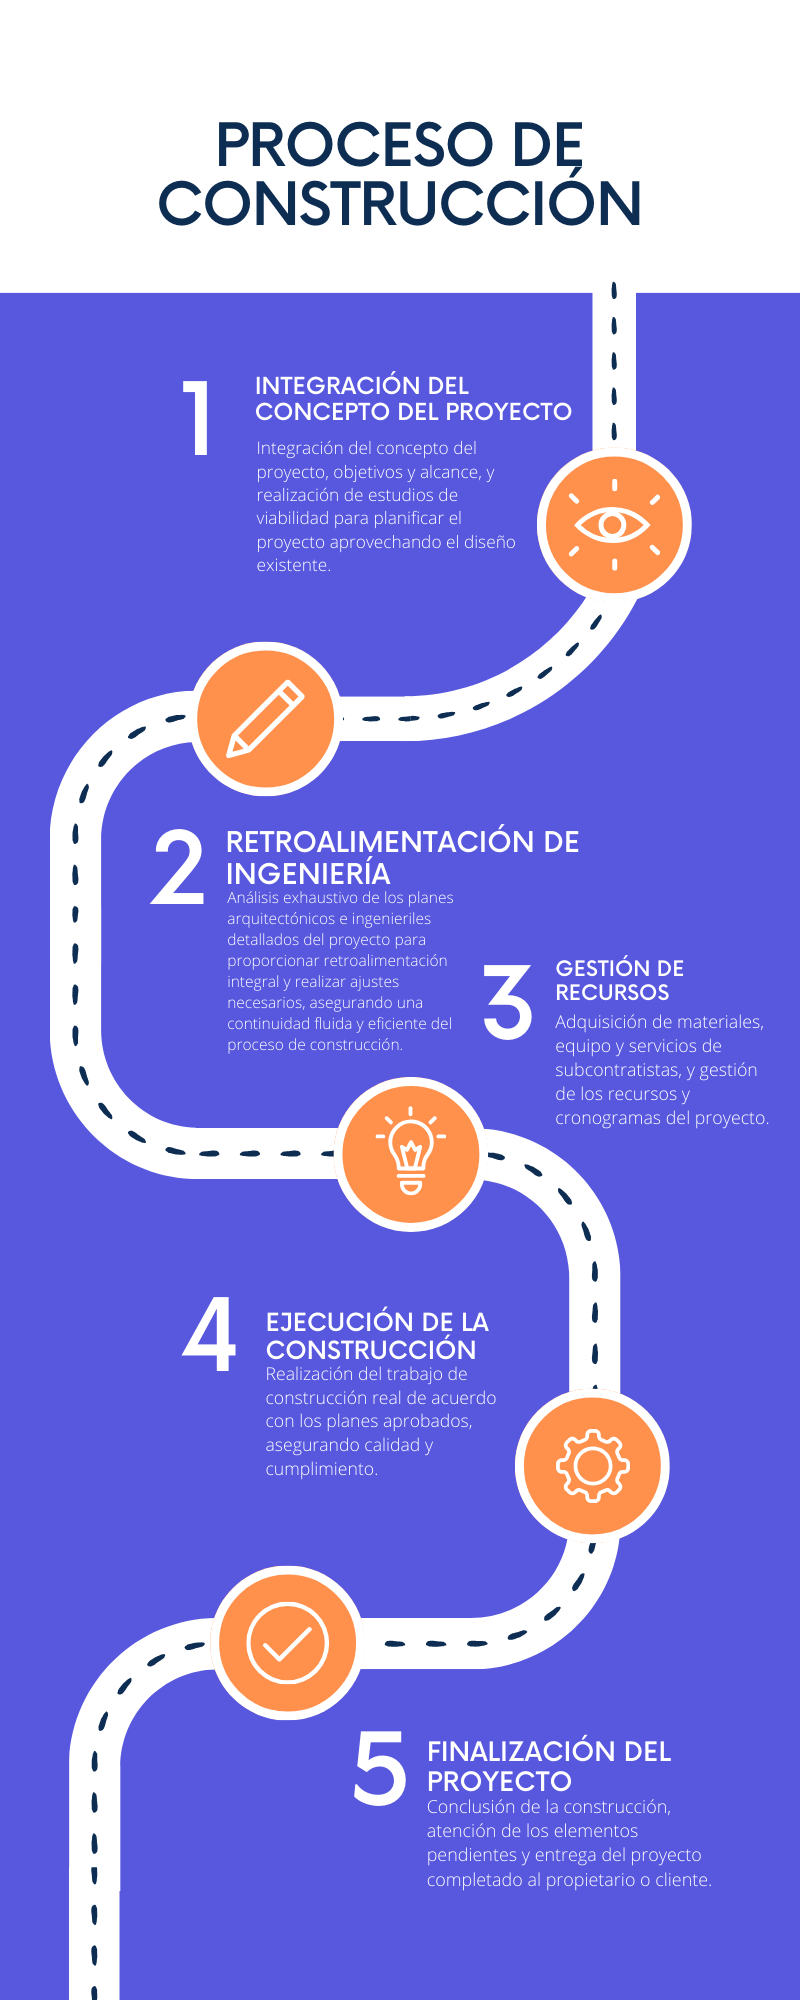 PROCESO DE
CONSTRUCCIÓN
1
INTEGRACIÓN DEL
CONCEPTO DEL PROYECTO
Integración del concepto del
proyecto, objetivos y alcance, y
realización de estudios de
viabilidad para planificar el
proyecto aprovechando el diseño
existente.
2
RETROALIMENTACIÓN DE
INGENIERÍA
Análisis exhaustivo de los planes
arquitectónicos e ingenieriles
detallados del proyecto para
proporcionar retroalimentación
integral y realizar ajustes
necesarios, asegurando una
continuidad fluida y eficiente del
proceso de construcción.
3
GESTIÓN DE
RECURSOS
Adquisición de materiales,
equipo y servicios de
subcontratistas, y gestión
de los recursos y
cronogramas del proyecto.
4
EJECUCIÓN DE LA
CONSTRUCCIÓN
Realización del trabajo de
construcción real de acuerdo
con los planes aprobados,
asegurando calidad y
cumplimiento.
5
FINALIZACIÓN DEL
PROYECTO
Conclusión de la construcción,
atención de los elementos
pendientes y entrega del proyecto
completado al propietario o cliente.